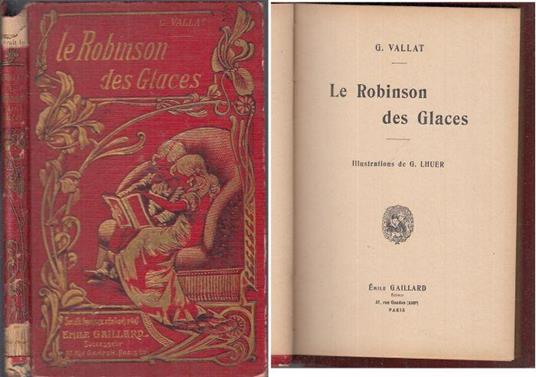 G. VALLAT
Le Robinson
des Glaces
EMILE GAILLARD
Successeur
G. VALLAT
Le Robinson
des Glaces
Illustrations de G. LHUER
ÉMILE GAILLARD
Éditeur
PARIS